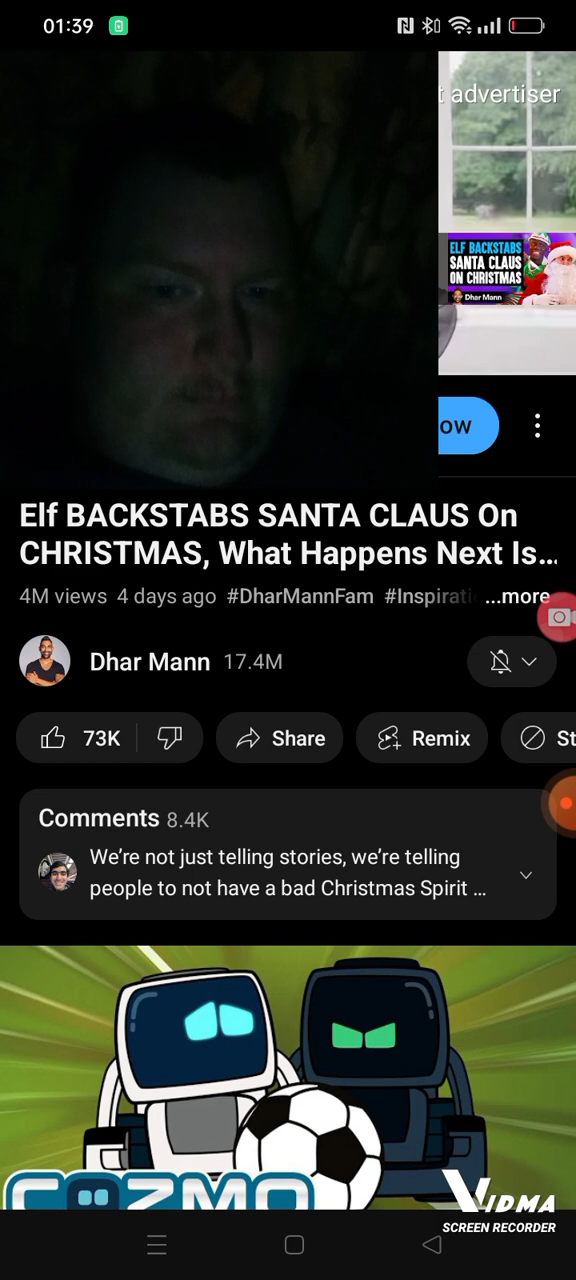 01:39
t advertiser
ELF BACKSTABS
SANTA CLAUS
ON CHRISTMAS
Dhar Mann
ow
Elf BACKSTABS SANTA CLAUS On
CHRISTMAS, What Happens Next Is...
4M views 4 days ago #DharMannFam #Inspirati ...more
Dhar Mann 17.4M
73K Share Remix St
Comments 8.4K
We’re not just telling stories, we’re telling
people to not have a bad Christmas Spirit ...
COZMO
VIDMA
SCREEN RECORDER